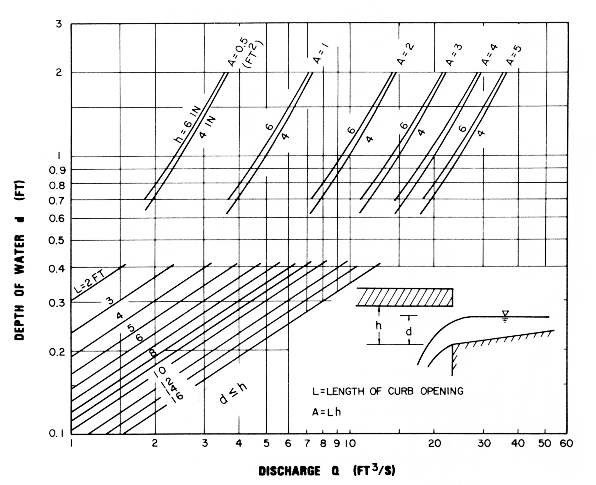 3
2
1
0.9
0.8
0.7
0.6
0.5
0.4
0.3
0.2
0.1
DEPTH OF WATER d (FT)
A=0.5
(FT²)
A=1
A=2
A=3
A=4
A=5
h=6 IN
4 IN
6
4
6
4
6
4
6
4
L=2 FT
3
4
5
6
8
10
12
14
16
d≤h
h
d
L=LENGTH OF CURB OPENING
A=Lh
1 2 3 4 5 6 7 8 9 10 20 30 40 50 60
DISCHARGE Q (FT³/S)